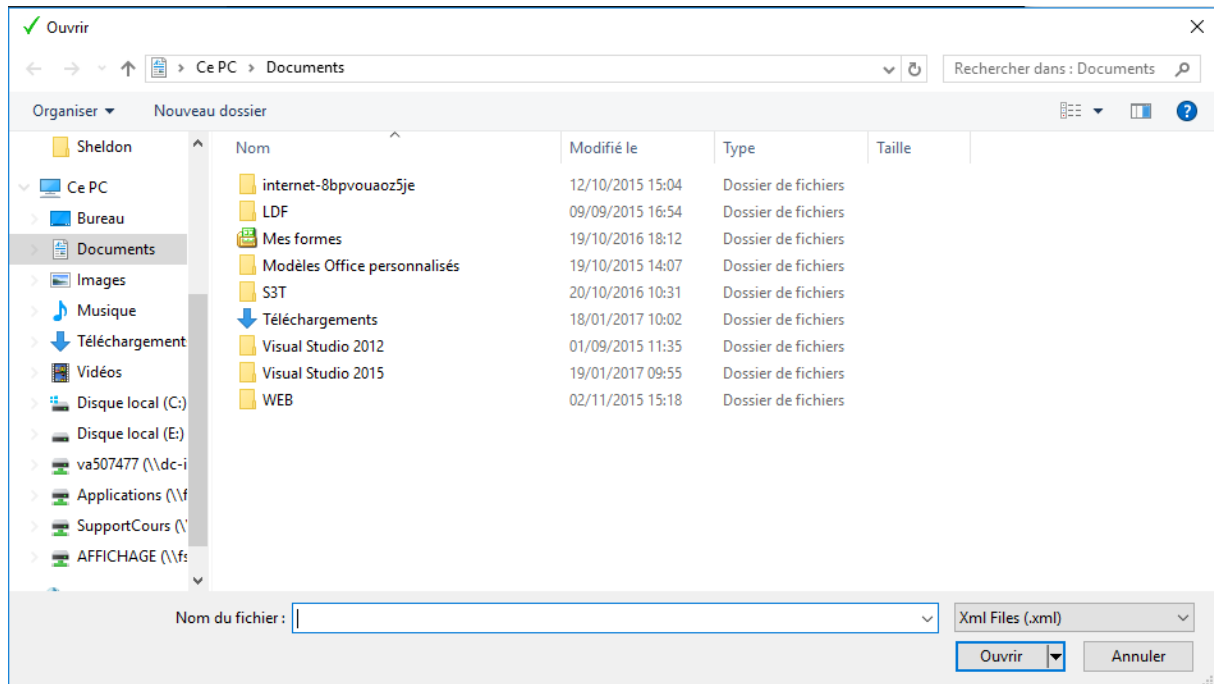 Ouvrir
Ce PC > Documents
Rechercher dans : Documents
Organiser
Nouveau dossier
Sheldon
Ce PC
Bureau
Documents
Images
Musique
Téléchargement
Vidéos
Disque local (C:)
Disque local (E:)
va507477 (\\dc-i
Applications (\\f
SupportCours (\
AFFICHAGE (\\fs
Nom Modifié le Type Taille
internet-8bpvouaoz5je 12/10/2015 15:04 Dossier de fichiers
LDF 09/09/2015 16:54 Dossier de fichiers
Mes formes 19/10/2016 18:12 Dossier de fichiers
Modèles Office personnalisés 19/10/2015 14:07 Dossier de fichiers
S3T 20/10/2016 10:31 Dossier de fichiers
Téléchargements 18/01/2017 10:02 Dossier de fichiers
Visual Studio 2012 01/09/2015 11:35 Dossier de fichiers
Visual Studio 2015 19/01/2017 09:55 Dossier de fichiers
WEB 02/11/2015 15:18 Dossier de fichiers
Nom du fichier :
Xml Files (.xml)
Ouvrir
Annuler